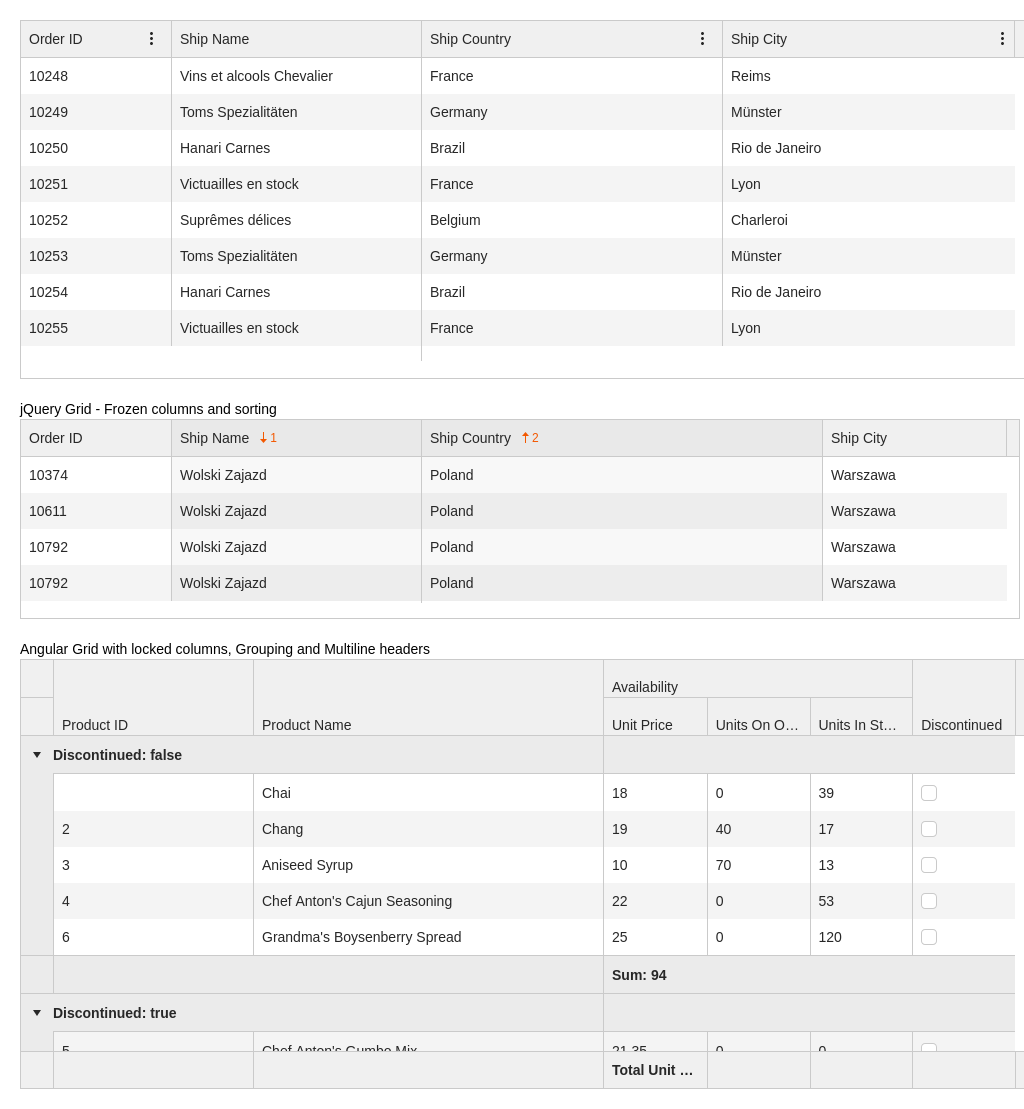 Order ID Ship Name Ship Country Ship City
10248 Vins et alcools Chevalier France Reims
10249 Toms Spezialitäten Germany Münster
10250 Hanari Carnes Brazil Rio de Janeiro
10251 Victuailles en stock France Lyon
10252 Suprêmes délices Belgium Charleroi
10253 Toms Spezialitäten Germany Münster
10254 Hanari Carnes Brazil Rio de Janeiro
10255 Victuailles en stock France Lyon
jQuery Grid - Frozen columns and sorting
Order ID Ship Name 1 Ship Country 2 Ship City
10374 Wolski Zajazd Poland Warszawa
10611 Wolski Zajazd Poland Warszawa
10792 Wolski Zajazd Poland Warszawa
10792 Wolski Zajazd Poland Warszawa
Angular Grid with locked columns, Grouping and Multiline headers
Availability
Product ID Product Name Unit Price Units On O… Units In St… Discontinued
Discontinued: false
Chai 18 0 39
2 Chang 19 40 17
3 Aniseed Syrup 10 70 13
4 Chef Anton's Cajun Seasoning 22 0 53
6 Grandma's Boysenberry Spread 25 0 120
Sum: 94
Discontinued: true
5 Chef Anton's Gumbo Mix 21.35 0 0
Total Unit …